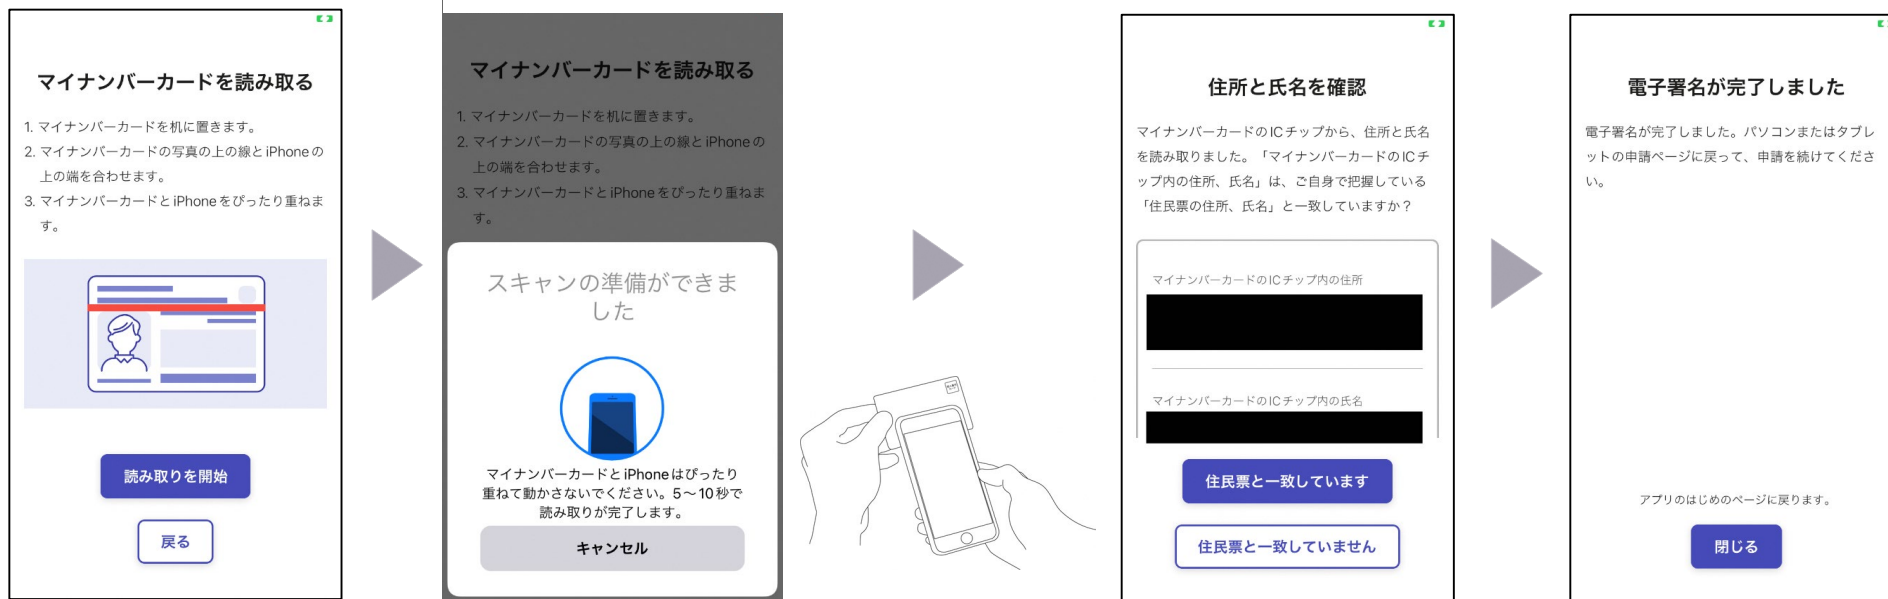 マイナンバーカードを読み取る
1. マイナンバーカードを机に置きます。
2. マイナンバーカードの写真の上の線とiPhoneの
上の端を合わせます。
3. マイナンバーカードとiPhoneをぴったり重ねま
す。
読み取りを開始
戻る
マイナンバーカードを読み取る
1. マイナンバーカードを机に置きます。
2. マイナンバーカードの写真の上の線とiPhoneの
上の端を合わせます。
3. マイナンバーカードとiPhoneをぴったり重ねま
す。
スキャンの準備ができま
した
マイナンバーカードとiPhoneはぴったり
重ねて動かさないでください。5～10秒で
読み取りが完了します。
キャンセル
住所と氏名を確認
マイナンバーカードのICチップから、住所と氏名
を読み取りました。「マイナンバーカードのICチ
ップ内の住所、氏名」は、ご自身で把握している
「住民票の住所、氏名」と一致していますか？
マイナンバーカードのICチップ内の住所
マイナンバーカードのICチップ内の氏名
住民票と一致しています
住民票と一致していません
電子署名が完了しました
電子署名が完了しました。パソコンまたはタブレ
ットの申請ページに戻って、申請を続けてくださ
い。
アプリのはじめのページに戻ります。
閉じる